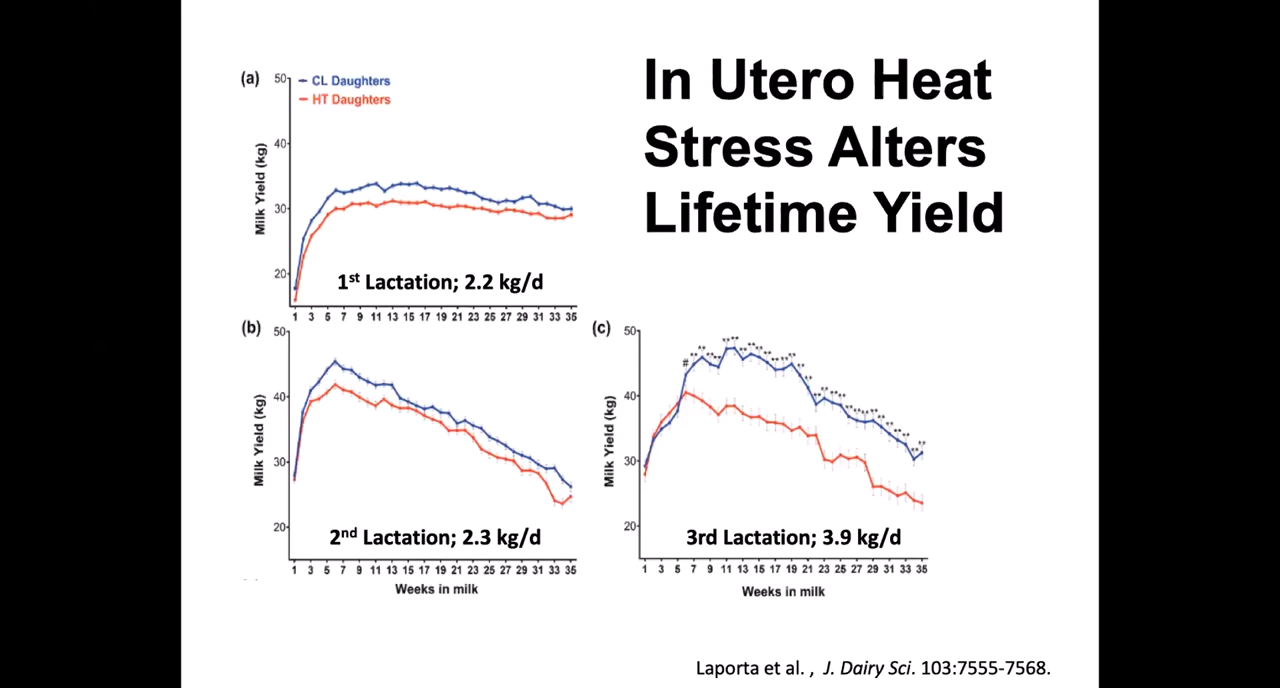 In Utero Heat
Stress Alters
Lifetime Yield
(a)
CL Daughters
HT Daughters
Milk Yield (kg)
50
40
30
20
1st Lactation; 2.2 kg/d
1 3 5 7 9 11 13 15 17 19 21 23 25 27 29 31 33 35
(b)
Milk Yield (kg)
50
40
30
20
2nd Lactation; 2.3 kg/d
1 3 5 7 9 11 13 15 17 19 21 23 25 27 29 31 33 35
Weeks in milk
(c)
Milk Yield (kg)
50
40
30
20
#
3rd Lactation; 3.9 kg/d
1 3 5 7 9 11 13 15 17 19 21 23 25 27 29 31 33 35
Weeks in milk
Laporta et al. , J. Dairy Sci. 103:7555-7568.